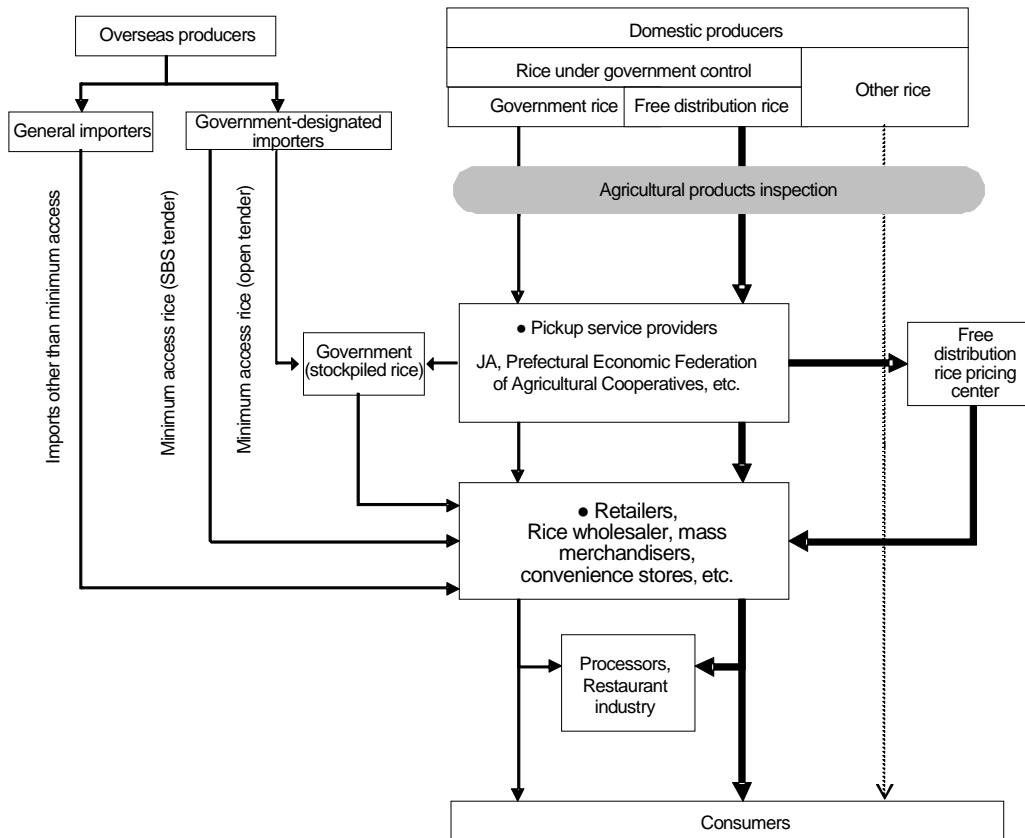 Overseas producers
Domestic producers
Rice under government control
Other rice
Government rice
Free distribution rice
General importers
Government-designated
importers
Agricultural products inspection
Imports other than minimum access
Minimum access rice (SBS tender)
Minimum access rice (open tender)
● Pickup service providers
JA, Prefectural Economic Federation
of Agricultural Cooperatives, etc.
Government
(stockpiled rice)
Free
distribution
rice pricing
center
● Retailers,
Rice wholesaler, mass
merchandisers,
convenience stores, etc.
Processors,
Restaurant
industry
Consumers